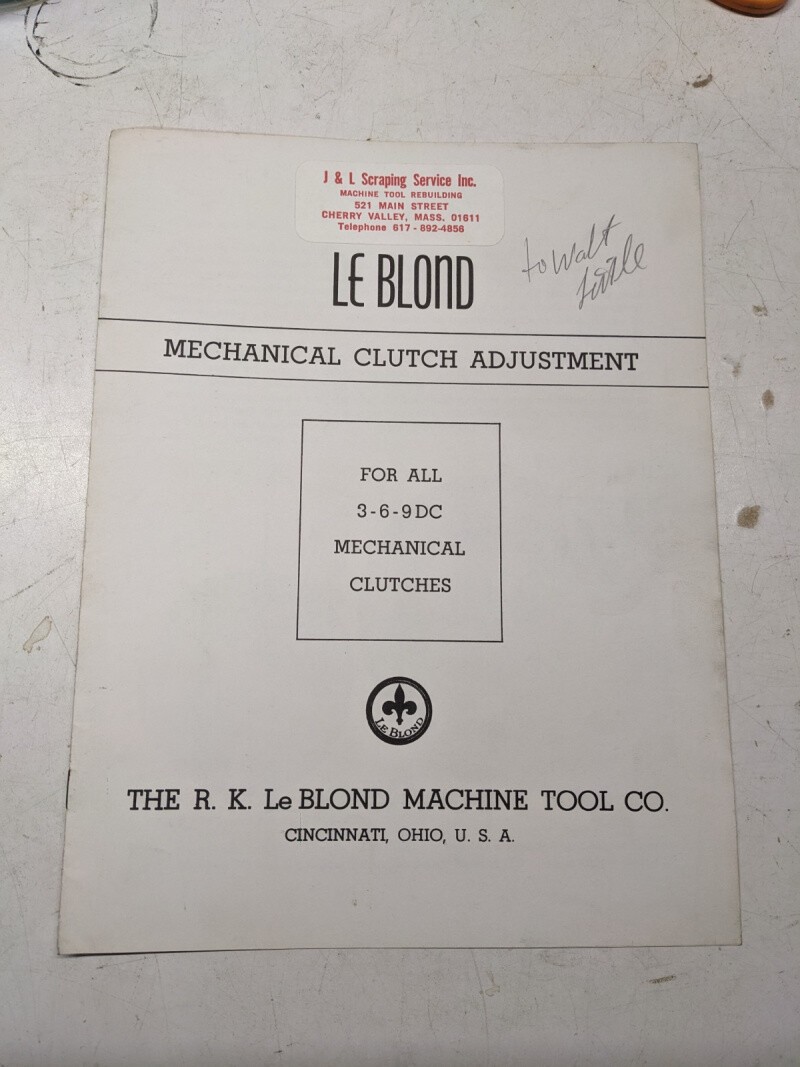 J & L Scraping Service Inc.
MACHINE TOOL REBUILDING
521 MAIN STREET
CHERRY VALLEY, MASS. 01611
Telephone 617 - 892-4856
to Walt
Little
LE BLOND
MECHANICAL CLUTCH ADJUSTMENT
FOR ALL
3-6-9DC
MECHANICAL
CLUTCHES
LE BLOND
THE R. K. Le BLOND MACHINE TOOL CO.
CINCINNATI, OHIO, U. S. A.